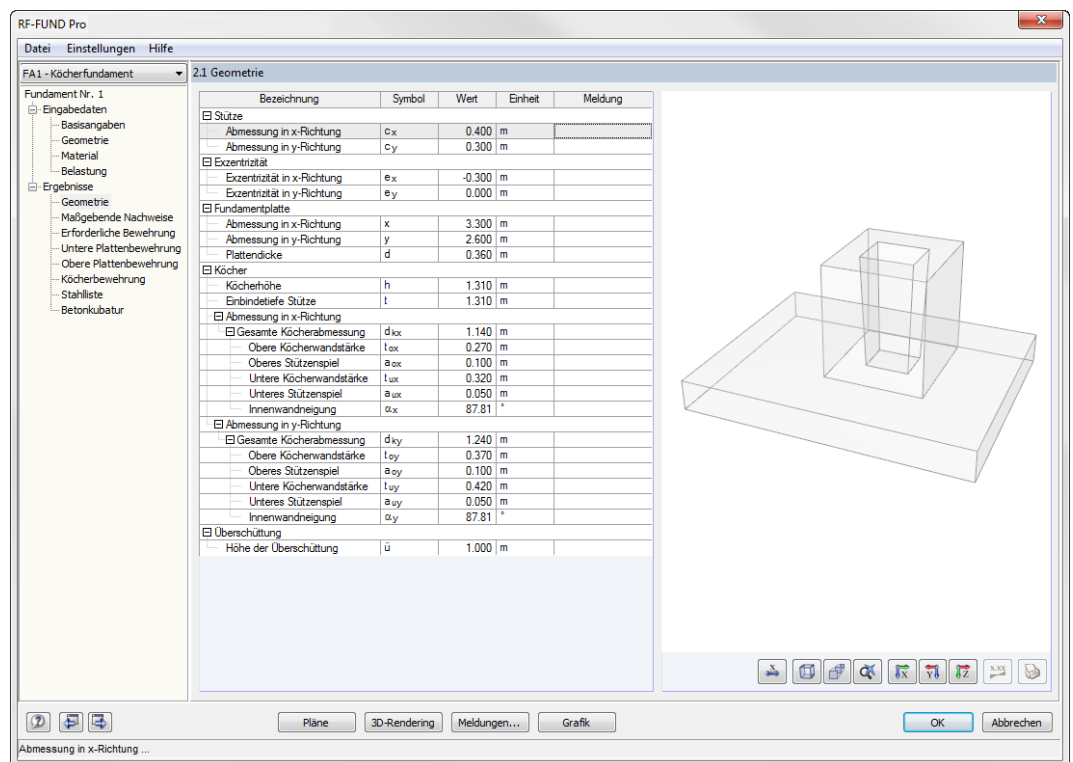 RF-FUND Pro
Datei Einstellungen Hilfe
FA1 - Köcherfundament
2.1 Geometrie
Fundament Nr. 1
Eingabedaten
Basisangaben
Geometrie
Material
Belastung
Ergebnisse
Geometrie
Maßgebende Nachweise
Erforderliche Bewehrung
Untere Plattenbewehrung
Obere Plattenbewehrung
Köcherbewehrung
Stahlliste
Betonkubatur
Bezeichnung Symbol Wert Einheit Meldung
Stütze
Abmessung in x-Richtung cx 0.400 m
Abmessung in y-Richtung cy 0.300 m
Exzentrizität
Exzentrizität in x-Richtung ex -0.300 m
Exzentrizität in y-Richtung ey 0.000 m
Fundamentplatte
Abmessung in x-Richtung x 3.300 m
Abmessung in y-Richtung y 2.600 m
Plattendicke d 0.360 m
Köcher
Köcherhöhe h 1.310 m
Einbindetiefe Stütze t 1.310 m
Abmessung in x-Richtung
Gesamte Köcherabmessung dkx 1.140 m
Obere Köcherwandstärke tox 0.270 m
Oberes Stützenspiel aox 0.100 m
Untere Köcherwandstärke tux 0.320 m
Unteres Stützenspiel aux 0.050 m
Innenwandneigung αx 87.81 °
Abmessung in y-Richtung
Gesamte Köcherabmessung dky 1.240 m
Obere Köcherwandstärke toy 0.370 m
Oberes Stützenspiel aoy 0.100 m
Untere Köcherwandstärke tuy 0.420 m
Unteres Stützenspiel auy 0.050 m
Innenwandneigung αy 87.81 °
Überschüttung
Höhe der Überschüttung ü 1.000 m
X X Y Z x.xx
Pläne 3D-Rendering Meldungen... Grafik OK Abbrechen
Abmessung in x-Richtung ...